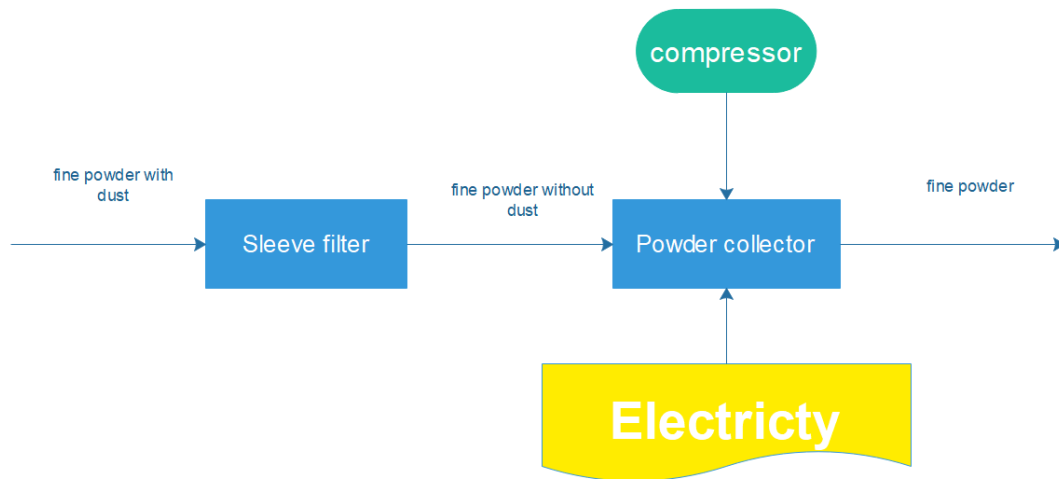 compressor
fine powder with
dust
fine powder without
dust
fine powder
Sleeve filter
Powder collector
Electricty